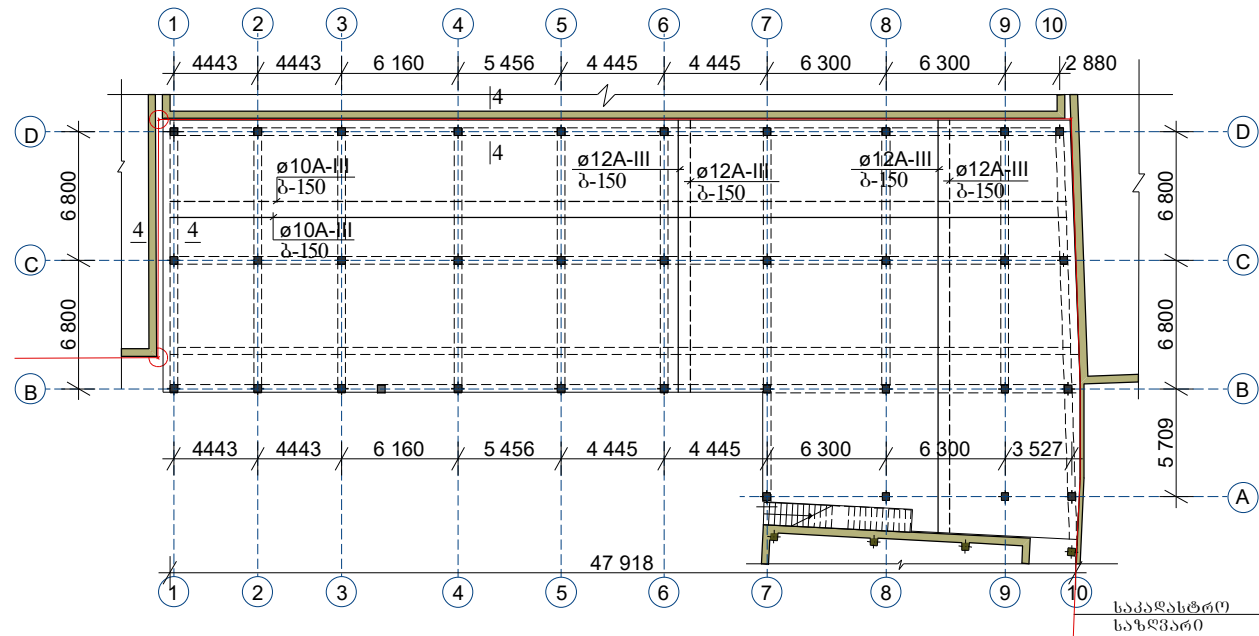 1 2 3 4 5 6 7 8 9 10
4443 4443 6 160 5 456 4 445 4 445 6 300 6 300 2 880
4
D D
4
ø10A-III ø12A-III ø12A-III ø12A-III ø12A-III
ბ-150 ბ-150 ბ-150 ბ-150 ბ-150
6 800 6 800
4 4
ø10A-III
ბ-150
C C
6 800 6 800
B B
4443 4443 6 160 5 456 4 445 4 445 6 300 6 300 3 527
5 709
A
47 918
1 2 3 4 5 6 7 8 9 10
საკადასტრო
საზღვარი